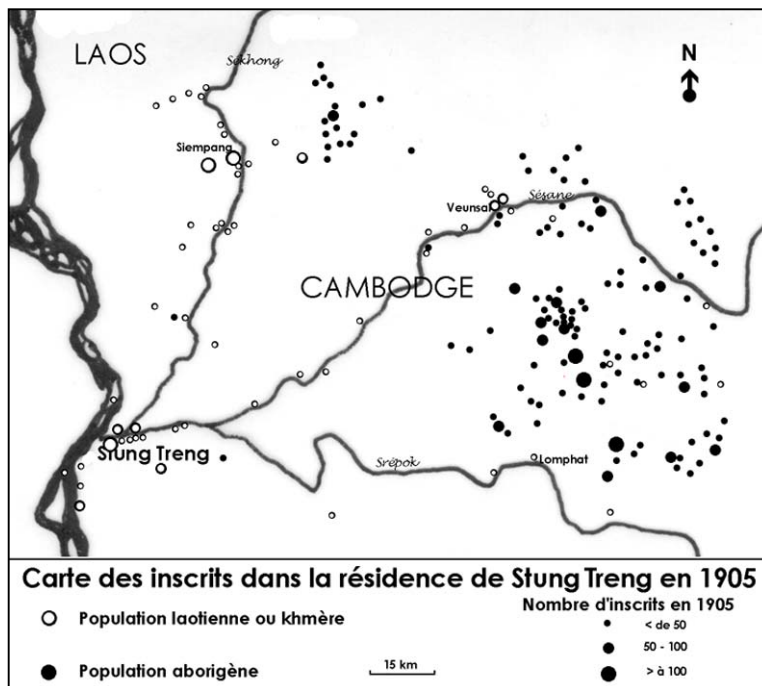 LAOS
Sékhong
N
Siempang
Veunsai
Sésane
CAMBODGE
Stung Treng
Srépok
Lomphat
Carte des inscrits dans la résidence de Stung Treng en 1905
Population laotienne ou khmère
Population aborigène
15 km
Nombre d'inscrits en 1905
< de 50
50 - 100
> à 100